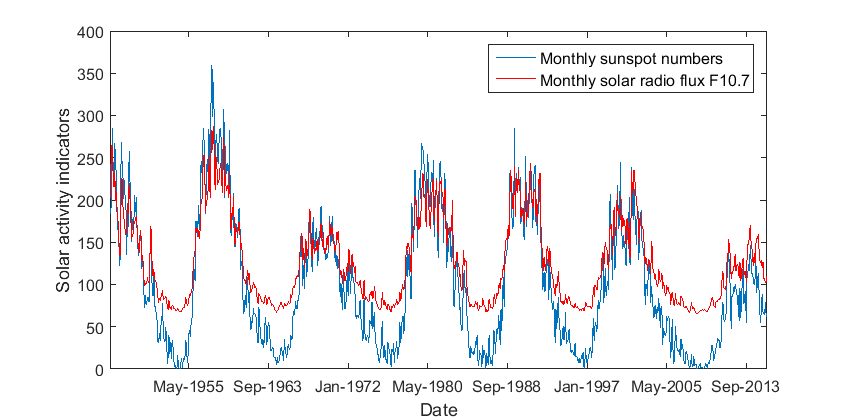 400
350
300
250
200
150
100
50
0
Solar activity indicators
Monthly sunspot numbers
Monthly solar radio flux F10.7
May-1955 Sep-1963 Jan-1972 May-1980 Sep-1988 Jan-1997 May-2005 Sep-2013
Date